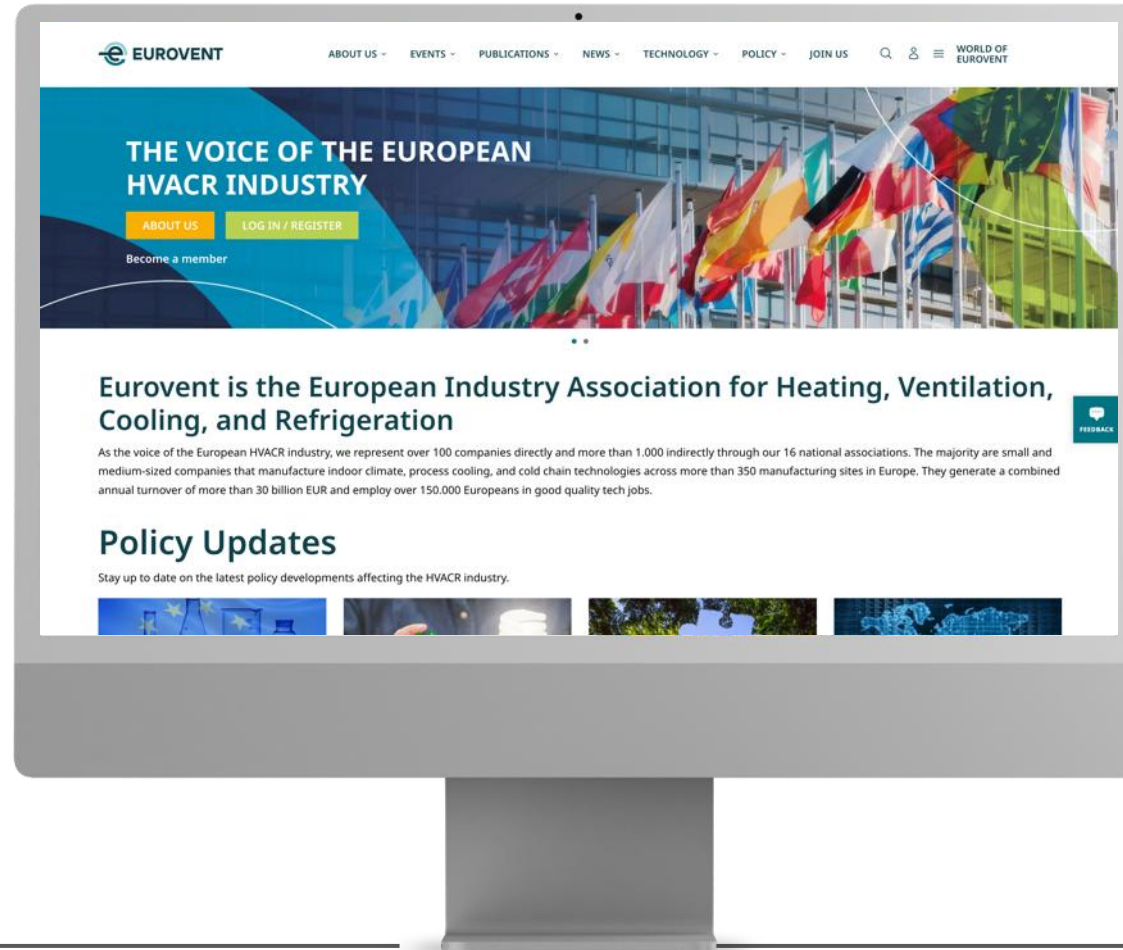 EUROVENT
ABOUT US
EVENTS
PUBLICATIONS
NEWS
TECHNOLOGY
POLICY
JOIN US
WORLD OF
EUROVENT
THE VOICE OF THE EUROPEAN
HVACR INDUSTRY
ABOUT US
LOG IN / REGISTER
Become a member
Eurovent is the European Industry Association for Heating, Ventilation,
Cooling, and Refrigeration
FEEDBACK
As the voice of the European HVACR industry, we represent over 100 companies directly and more than 1.000 indirectly through our 16 national associations. The majority are small and
medium-sized companies that manufacture indoor climate, process cooling, and cold chain technologies across more than 350 manufacturing sites in Europe. They generate a combined
annual turnover of more than 30 billion EUR and employ over 150.000 Europeans in good quality tech jobs.
Policy Updates
Stay up to date on the latest policy developments affecting the HVACR industry.